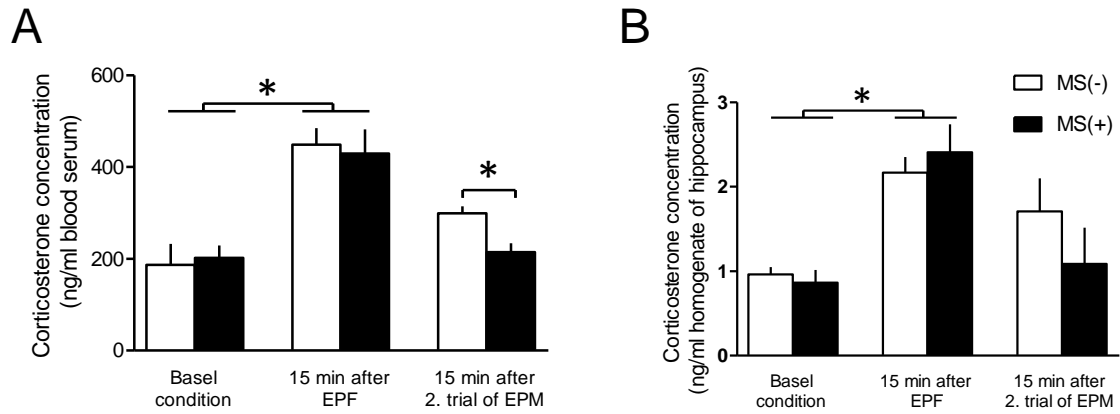 A
Corticosterone concentration
(ng/ml blood serum)
600
400
200
0
*
*
Basel
condition
15 min after
EPF
15 min after
2. trial of EPM
B
Corticosterone concentration
(ng/ml homogenate of hippocampus)
3
2
1
0
*
MS(-)
MS(+)
Basel
condition
15 min after
EPF
15 min after
2. trial of EPM